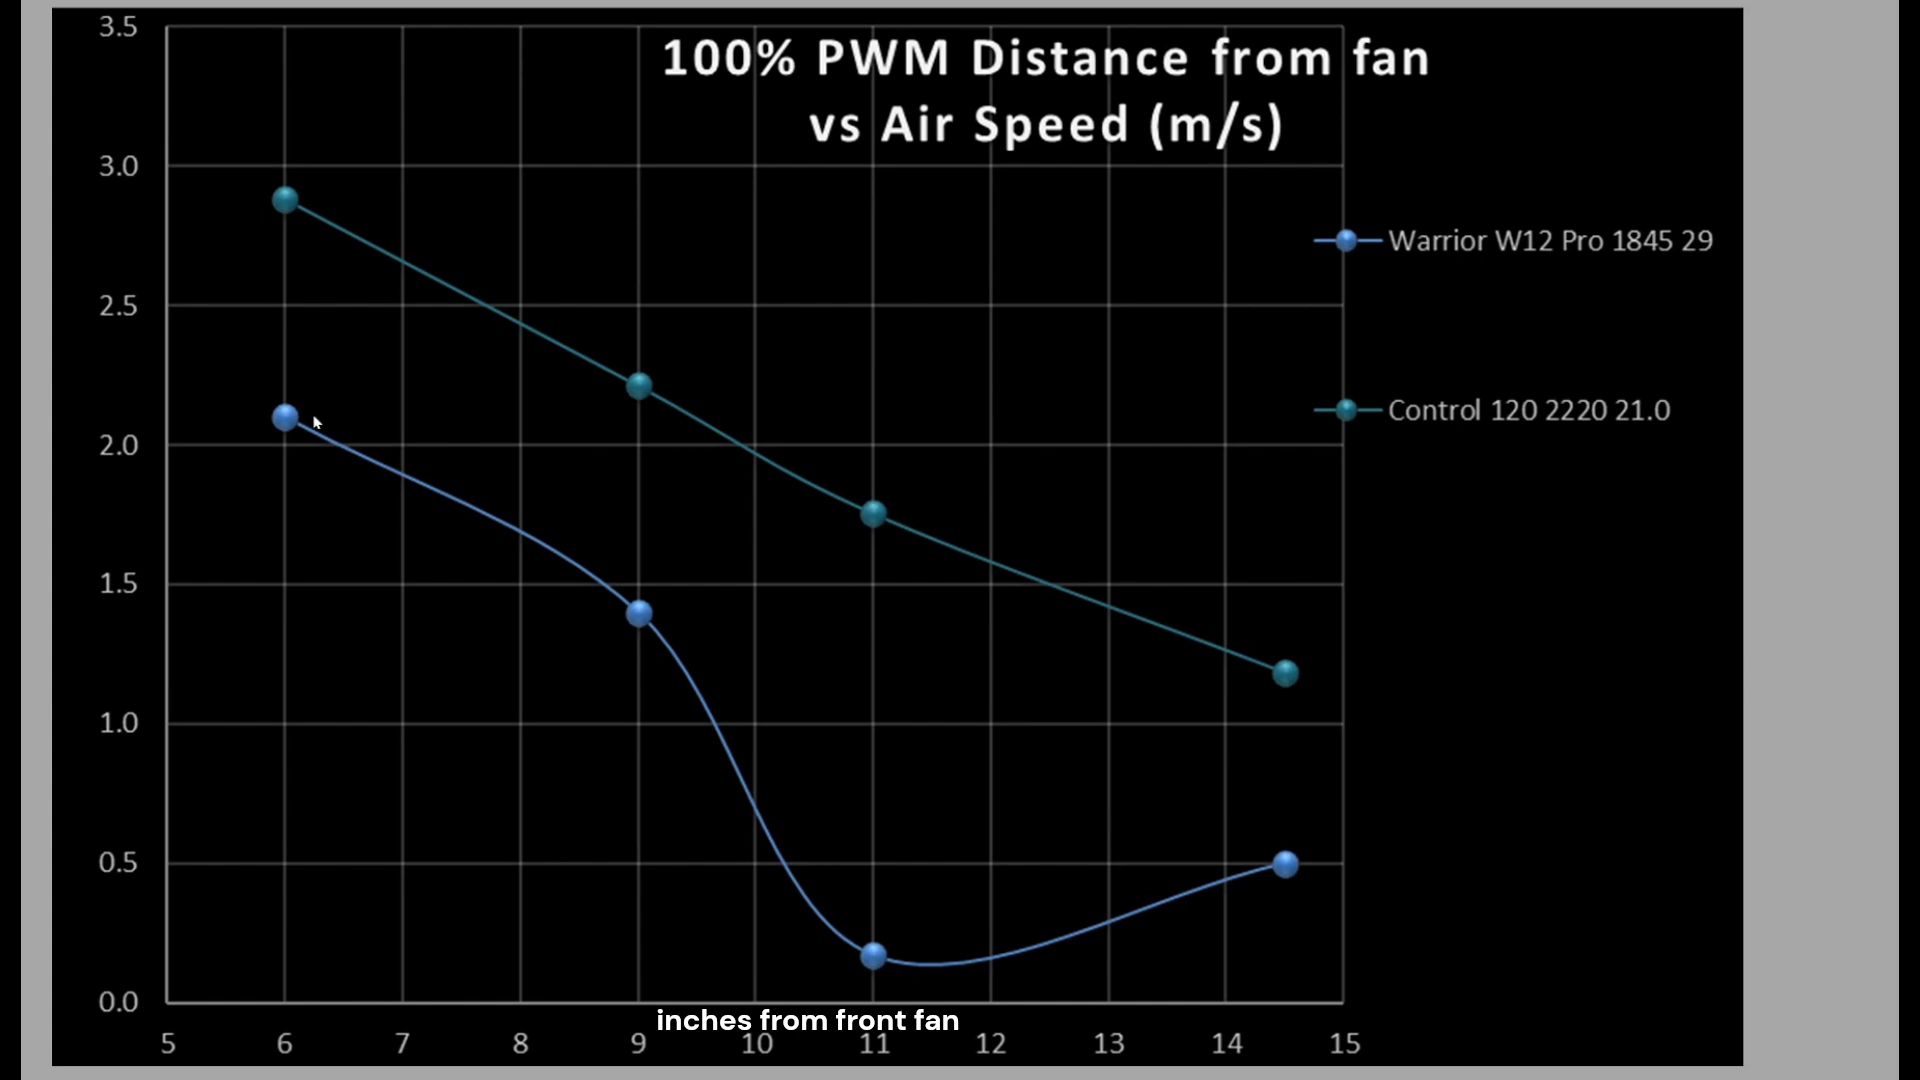 100% PWM Distance from fan
vs Air Speed (m/s)
3.5
3.0
2.5
2.0
1.5
1.0
0.5
0.0
Warrior W12 Pro 1845 29
Control 120 2220 21.0
inches from front fan
5 6 7 8 9 10 11 12 13 14 15